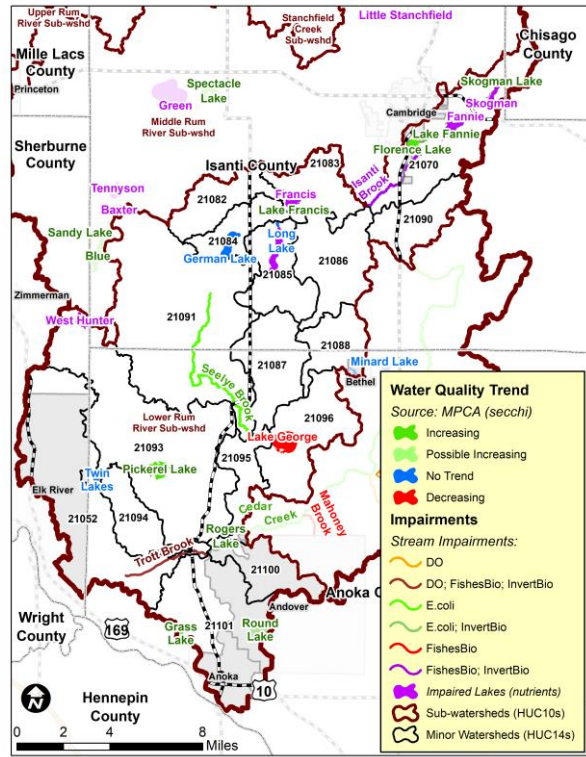 Upper Rum
River Sub-wshd
Stanchfield
Creek
Sub-wshd
Little Stanchfield
Chisago
County
Mille Lacs
County
Princeton
Spectacle
Lake
Green
Middle Rum
River Sub-wshd
Skogman Lake
Skogman
Cambridge
Fannie
Lake Fannie
Florence Lake
21070
Sherburne
County
Isanti County
21083
Isanti Brook
Tennyson
21082
Francis
Lake Francis
21090
Baxter
Sandy Lake
Blue
21084
German Lake
Long
Lake
21086
21085
Zimmerman
21091
West Hunter
21088
21087
Minard Lake
Bethel
Seelye Brook
Lower Rum
River Sub-wshd
21096
Lake George
21093
Pickerel Lake
21095
Twin
Lakes
Elk River
21052
21094
Cedar
Creek
Mahoney
Brook
Rogers
Lake
Trott Brook
21100
Andover
Anoka C
Wright
County
169
Grass
Lake
21101
Round
Lake
Anoka
10
Hennepin
County
N
0 2 4 8
Miles
Water Quality Trend
Source: MPCA (secchi)
Increasing
Possible Increasing
No Trend
Decreasing
Impairments
Stream Impairments:
DO
DO; FishesBio; InvertBio
E.coli
E.coli; InvertBio
FishesBio
FishesBio; InvertBio
Impaired Lakes (nutrients)
Sub-watersheds (HUC10s)
Minor Watersheds (HUC14s)